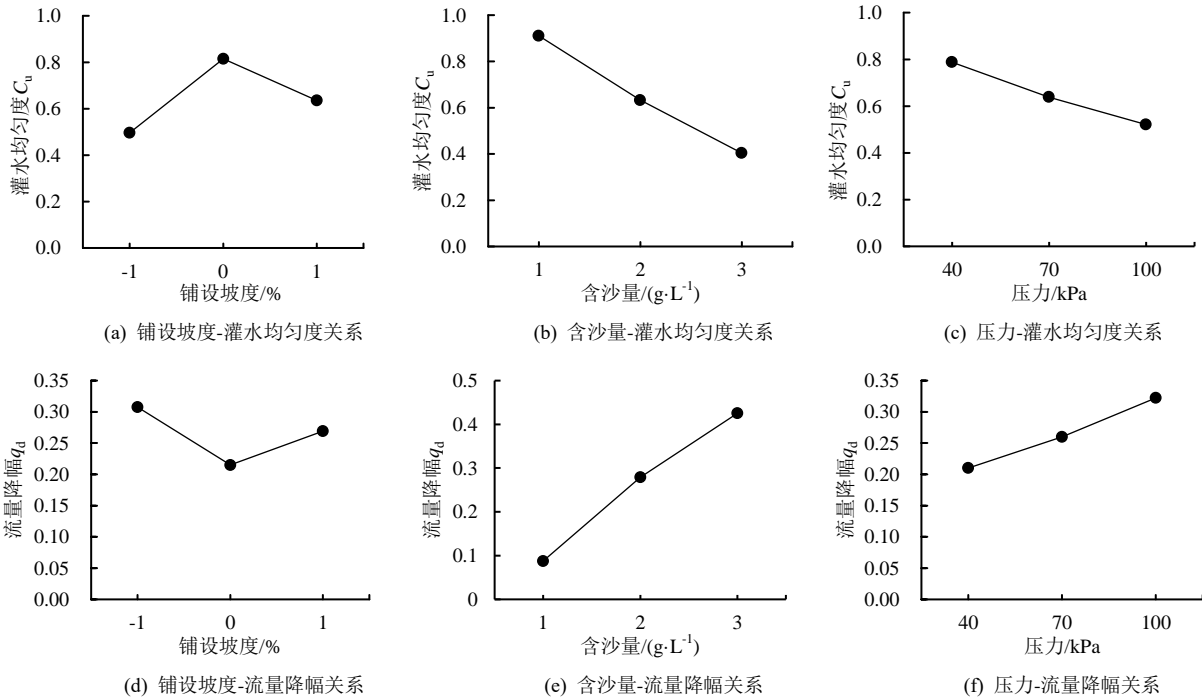 1.0
0.8
0.6
0.4
0.2
0.0
灌水均匀度Cu
-1 0 1
铺设坡度/%
(a) 铺设坡度-灌水均匀度关系
1.0
0.8
0.6
0.4
0.2
0.0
灌水均匀度Cu
1 2 3
含沙量/(g·L-1)
(b) 含沙量-灌水均匀度关系
1.0
0.8
0.6
0.4
0.2
0.0
灌水均匀度Cu
40 70 100
压力/kPa
(c) 压力-灌水均匀度关系
0.35
0.30
0.25
0.20
0.15
0.10
0.05
0.00
流量降幅qd
-1 0 1
铺设坡度/%
(d) 铺设坡度-流量降幅关系
0.5
0.4
0.3
0.2
0.1
0
流量降幅qd
1 2 3
含沙量/(g·L-1)
(e) 含沙量-流量降幅关系
0.35
0.30
0.25
0.20
0.15
0.10
0.05
0.00
流量降幅qd
40 70 100
压力/kPa
(f) 压力-流量降幅关系